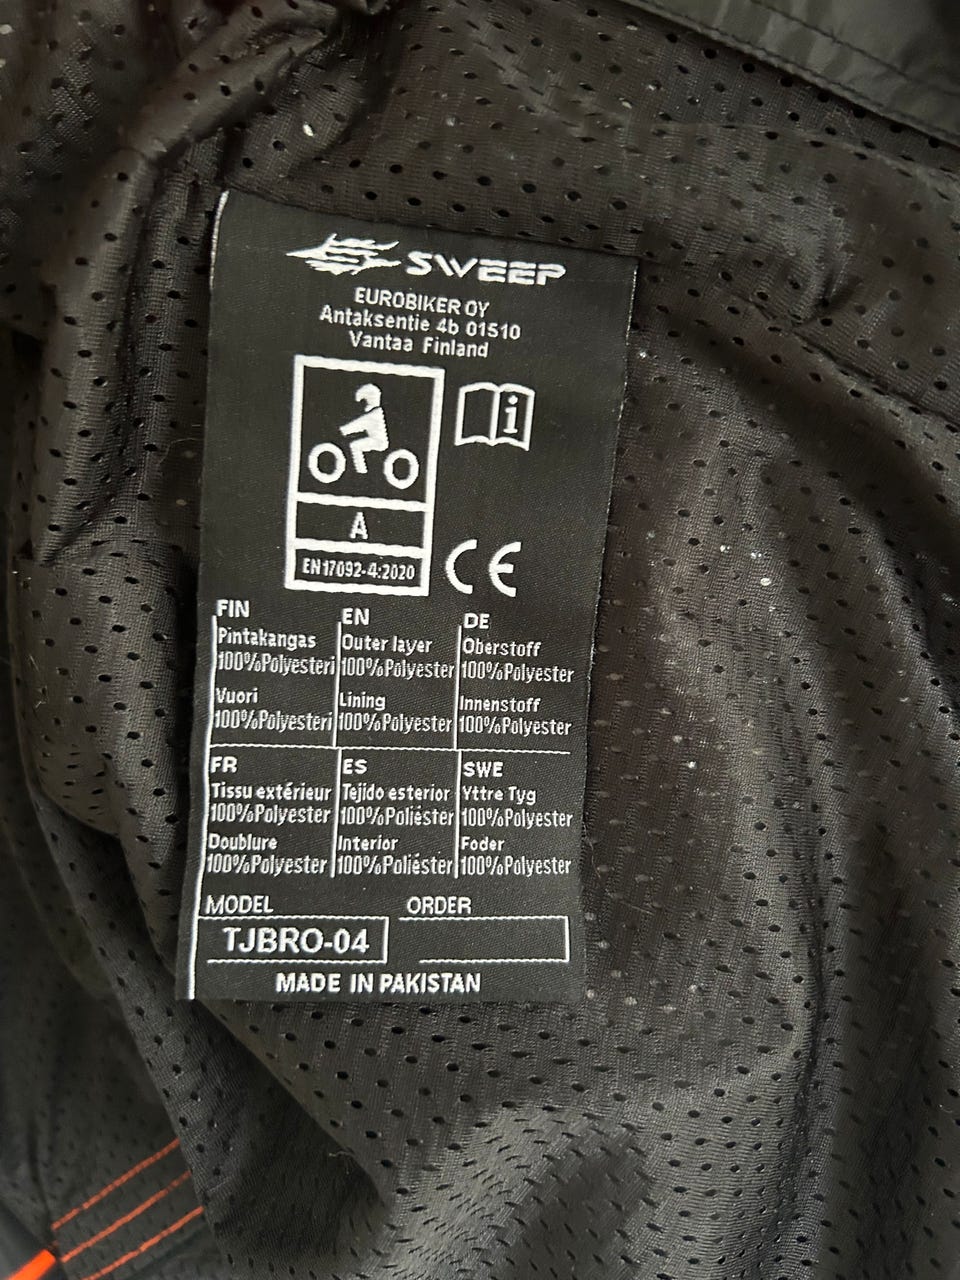 SWEEP
EUROBIKER OY
Antaksentie 4b 01510
Vantaa Finland
i
A
EN17092-4:2020
CE
FIN
Pintakangas
100%Polyesteri
Vuori
100%Polyesteri
EN
Outer layer
100%Polyester
Lining
100%Polyester
DE
Oberstoff
100%Polyester
Innenstoff
100%Polyester
FR
Tissu extérieur
100%Polyester
Doublure
100%Polyester
ES
Tejido esterior
100%Poliéster
Interior
100%Poliéster
SWE
Yttre Tyg
100%Polyester
Foder
100%Polyester
MODEL
TJBRO-04
ORDER
MADE IN PAKISTAN